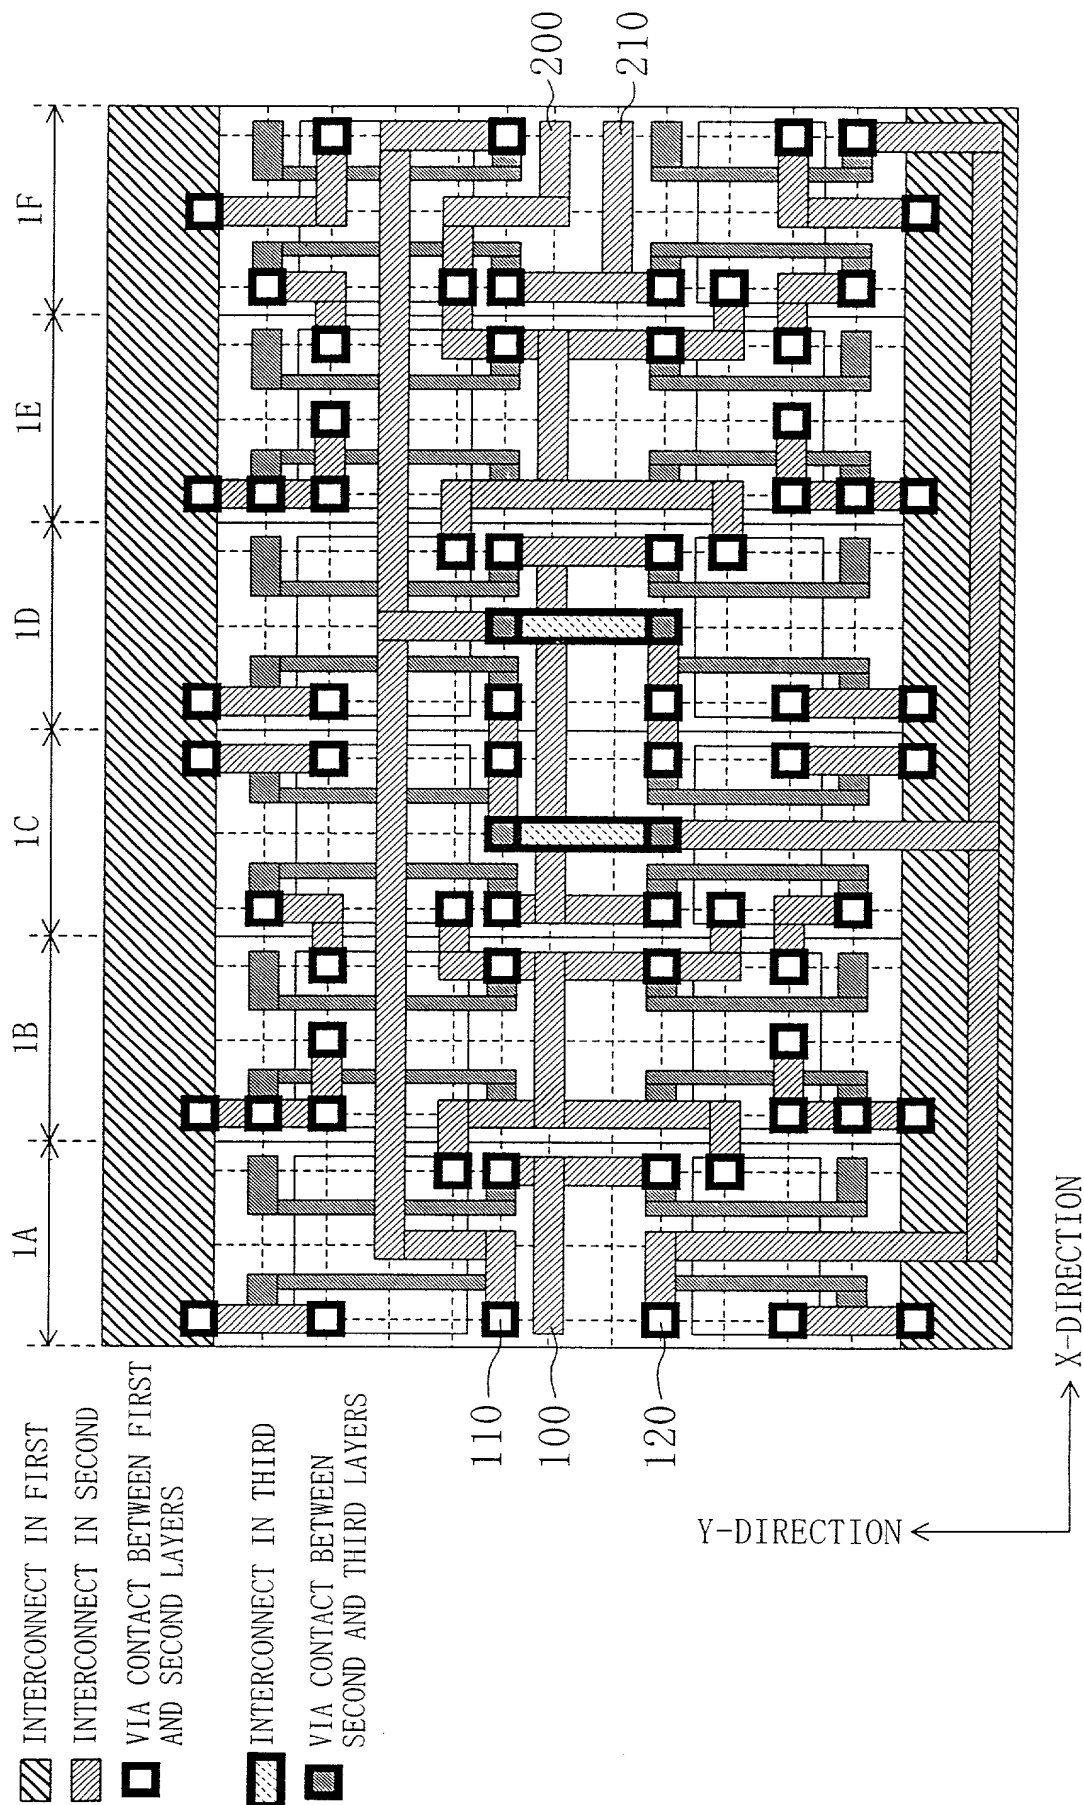 INTERCONNECT IN FIRST
INTERCONNECT IN SECOND
VIA CONTACT BETWEEN FIRST
AND SECOND LAYERS
INTERCONNECT IN THIRD
VIA CONTACT BETWEEN
SECOND AND THIRD LAYERS
1A
1B
1C
1D
1E
1F
110
100
120
200
210
Y-DIRECTION
X-DIRECTION